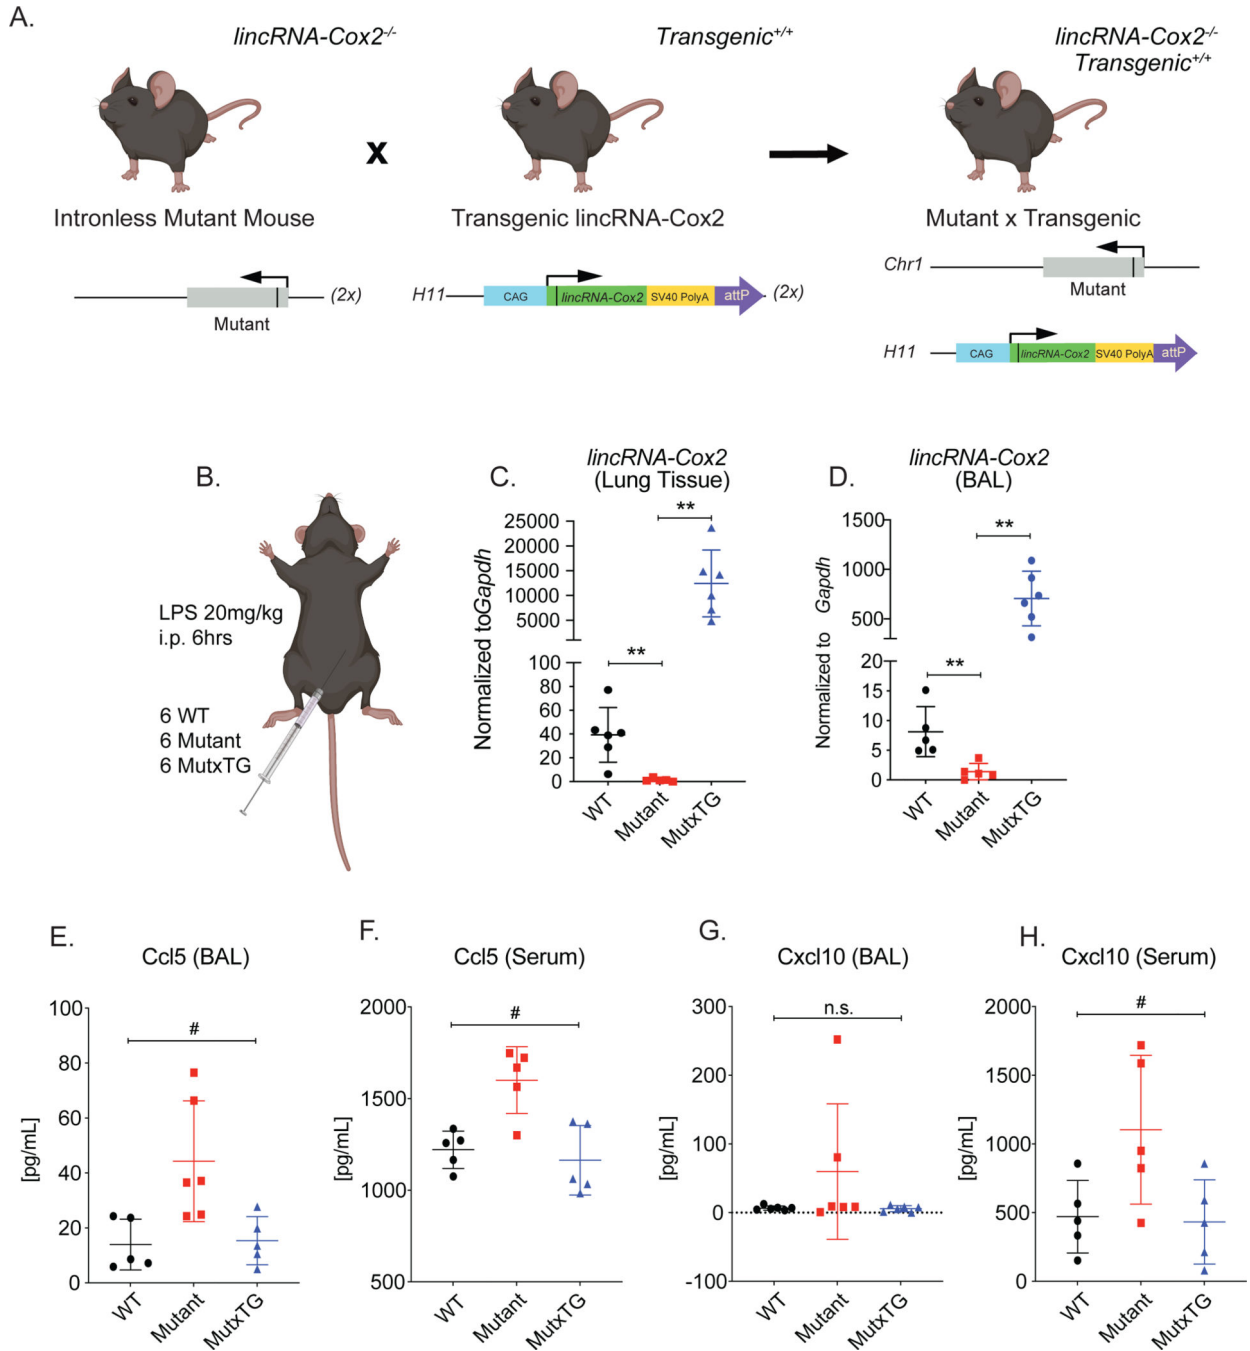 A.
lincRNA-Cox2-/-
Transgenic+/+
lincRNA-Cox2-/-
Transgenic+/+
x
Intronless Mutant Mouse
Transgenic lincRNA-Cox2
Mutant x Transgenic
(2x)
Mutant
H11
CAG
lincRNA-Cox2
SV40 PolyA
attP
(2x)
Chr1
Mutant
H11
CAG
lincRNA-Cox2
SV40 PolyA
attP
B.
LPS 20mg/kg
i.p. 6hrs
6 WT
6 Mutant
6 MutxTG
C.
lincRNA-Cox2
(Lung Tissue)
Normalized toGapdh
25000
20000
15000
10000
5000
100
80
60
40
20
0
**
**
WT
Mutant
MutxTG
D.
lincRNA-Cox2
(BAL)
Normalized to Gapdh
1500
1000
500
20
15
10
5
0
**
**
WT
Mutant
MutxTG
E.
Ccl5 (BAL)
[pg/mL]
100
80
60
40
20
0
#
WT
Mutant
MutxTG
F.
Ccl5 (Serum)
[pg/mL]
2000
1500
1000
500
#
WT
Mutant
MutxTG
G.
Cxcl10 (BAL)
[pg/mL]
300
200
100
0
-100
n.s.
WT
Mutant
MutxTG
H.
Cxcl10 (Serum)
[pg/mL]
2000
1500
1000
500
0
#
WT
Mutant
MutxTG